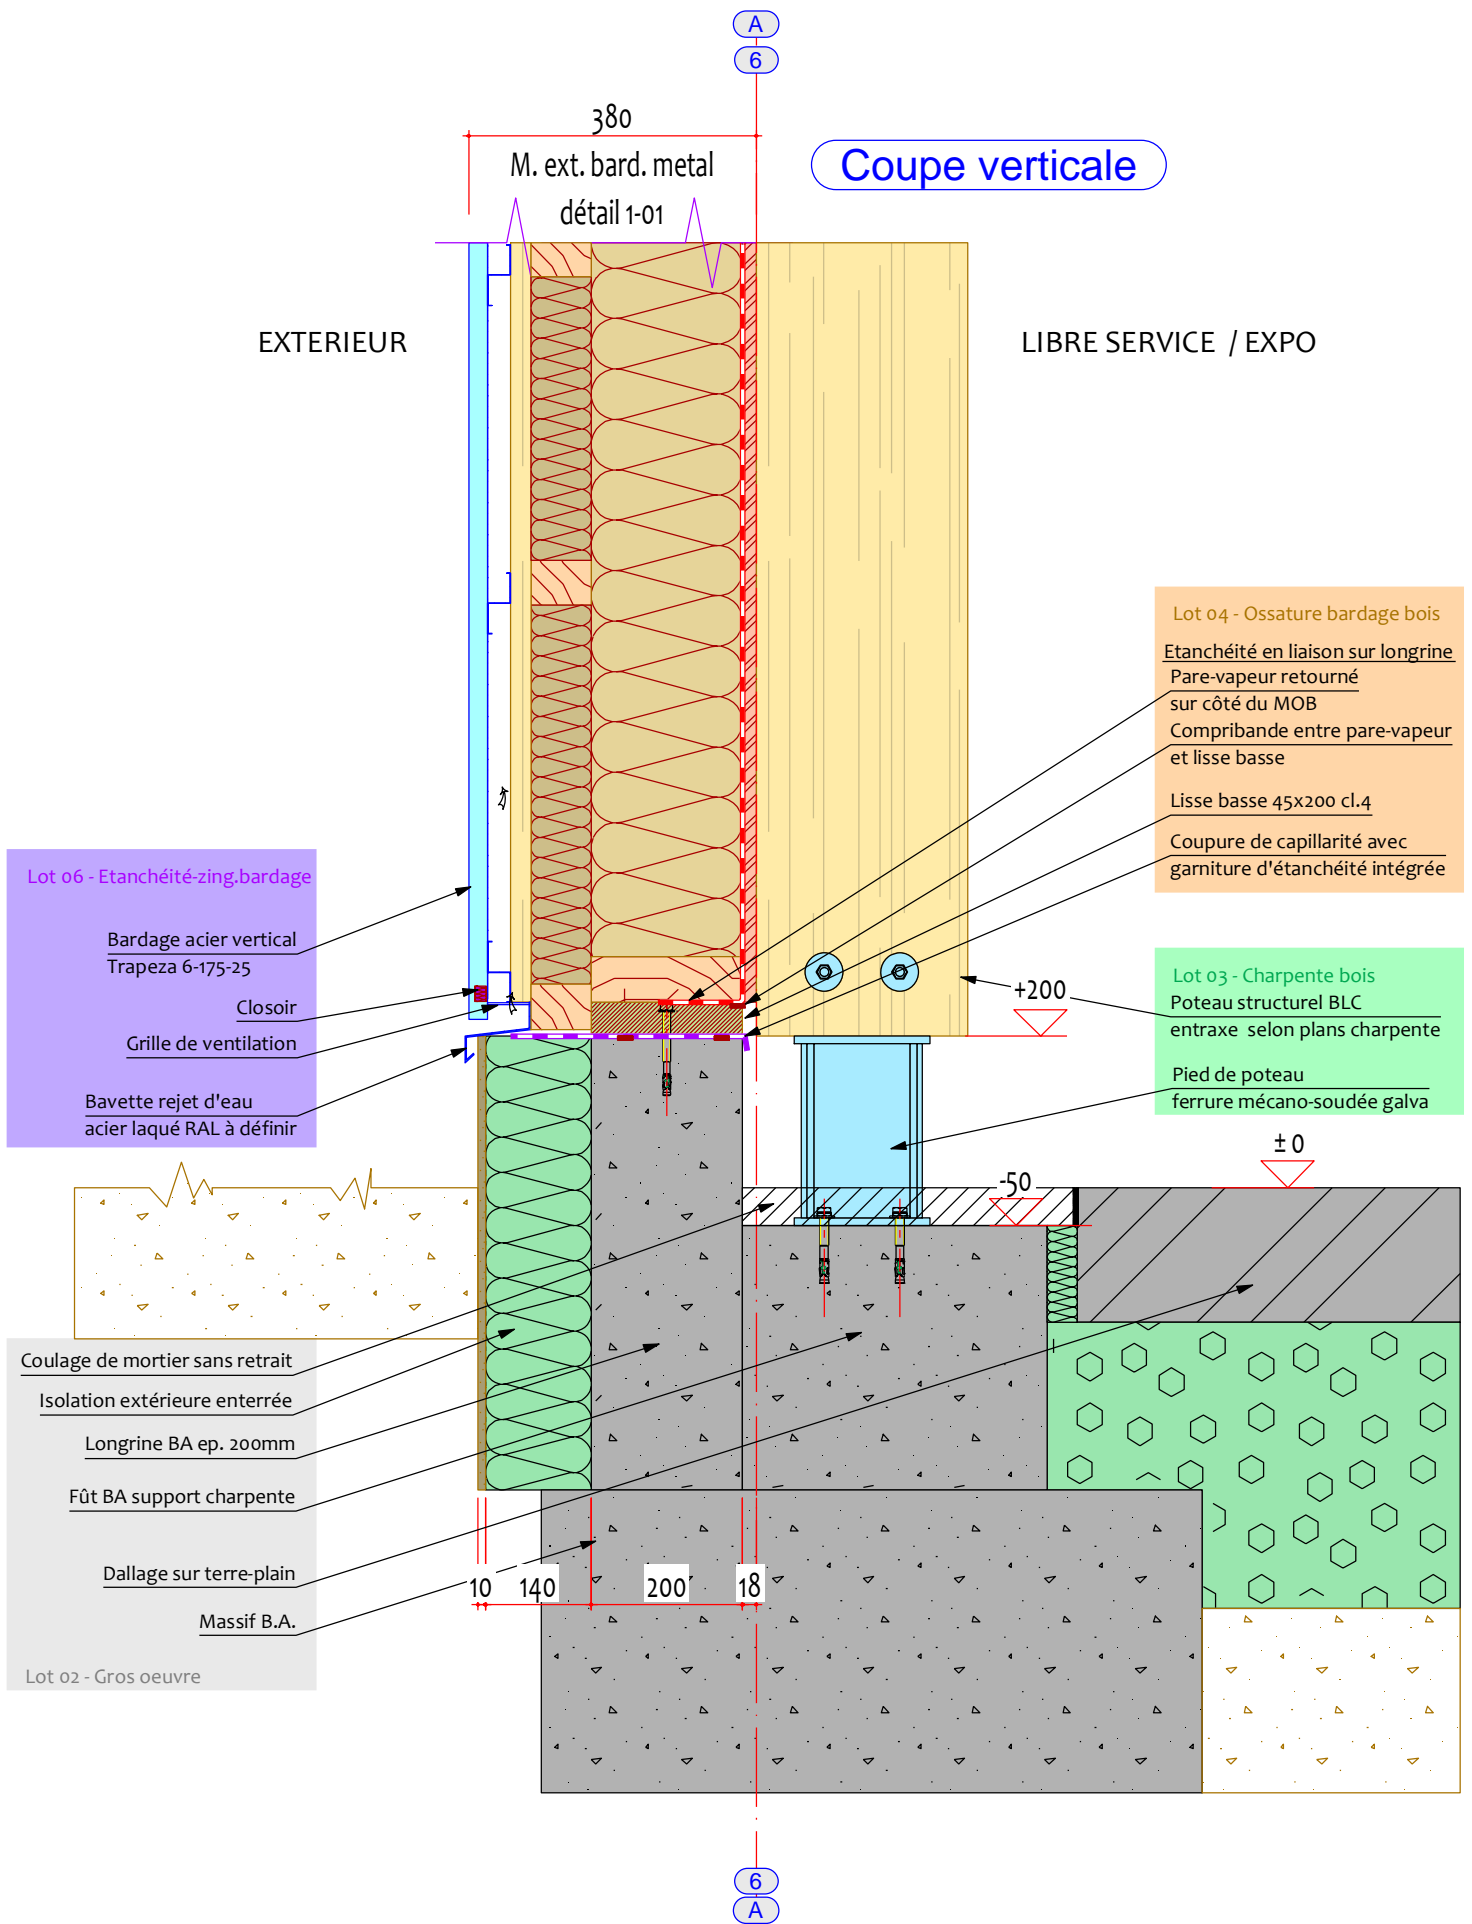 A
6
380
M. ext. bard. metal
détail 1-01
Coupe verticale
EXTERIEUR
LIBRE SERVICE / EXPO
Lot 04 - Ossature bardage bois
Etanchéité en liaison sur longrine
Pare-vapeur retourné
sur côté du MOB
Compribande entre pare-vapeur
et lisse basse
Lisse basse 45x200 cl.4
Coupure de capillarité avec
garniture d'étanchéité intégrée
Lot 06 - Etanchéité-zing.bardage
Bardage acier vertical
Trapeza 6-175-25
Closoir
Grille de ventilation
Bavette rejet d'eau
acier laqué RAL à définir
Lot 03 - Charpente bois
Poteau structurel BLC
entraxe selon plans charpente
Pied de poteau
ferrure mécano-soudée galva
+200
± 0
-50
Coulage de mortier sans retrait
Isolation extérieure enterrée
Longrine BA ep. 200mm
Fût BA support charpente
Dallage sur terre-plain
Massif B.A.
Lot 02 - Gros oeuvre
10 140 200 18
6
A